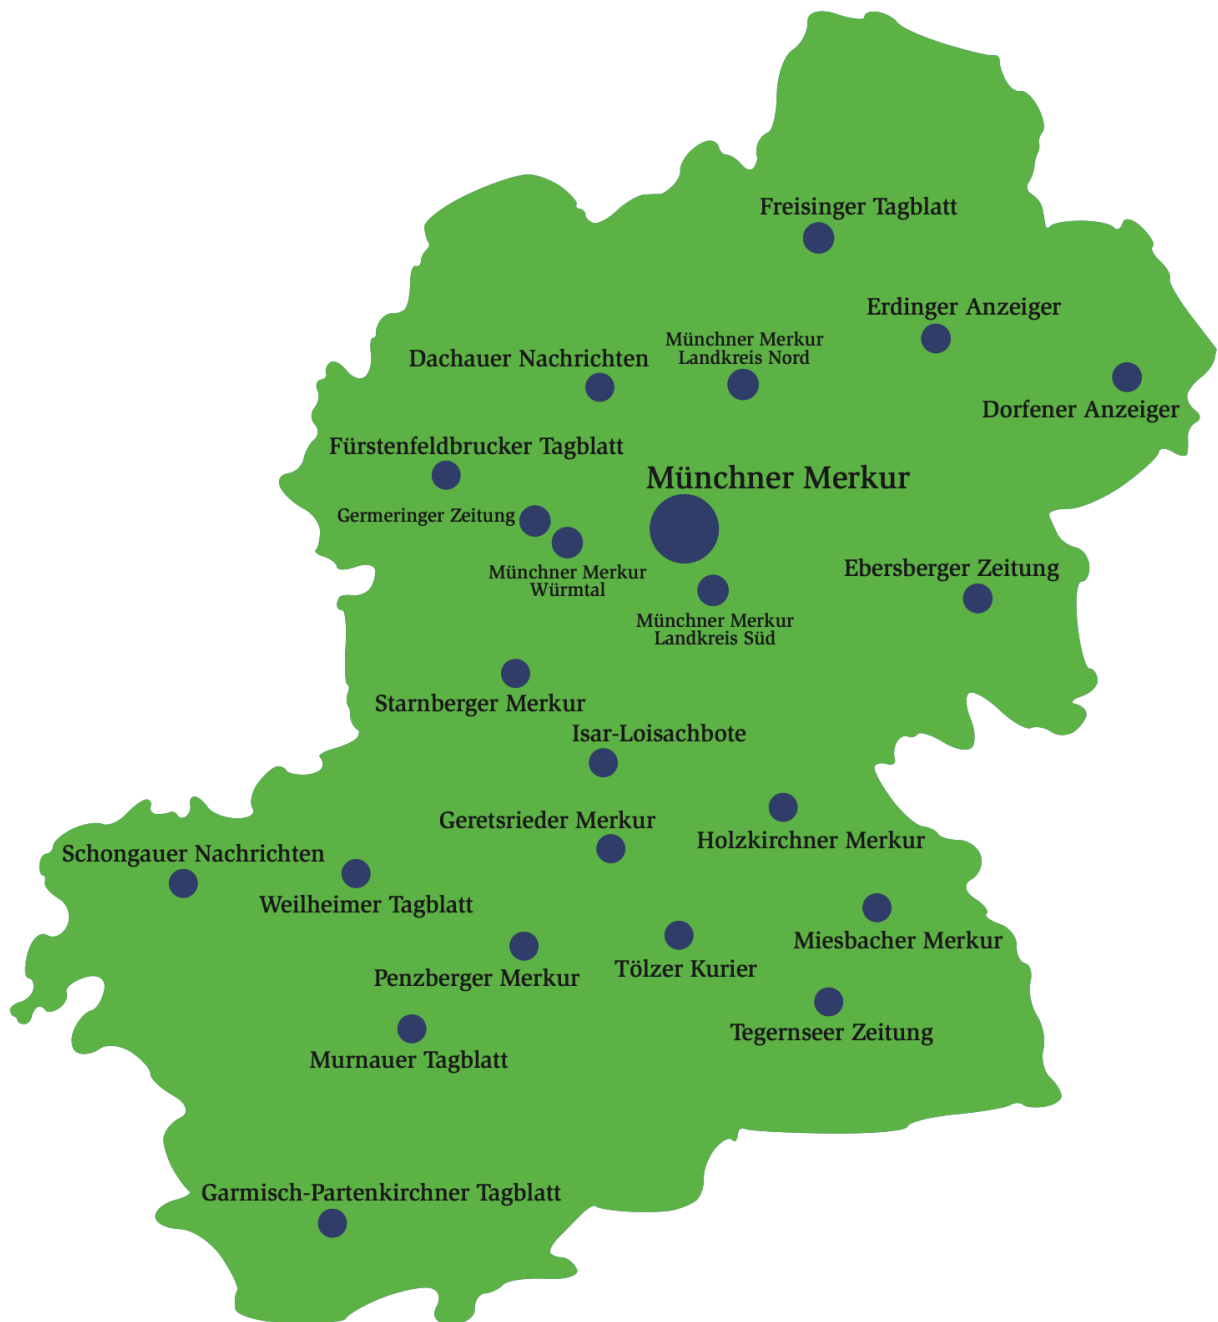 Freisinger Tagblatt
Erdinger Anzeiger
Münchner Merkur
Landkreis Nord
Dachauer Nachrichten
Dorfener Anzeiger
Fürstenfeldbrucker Tagblatt
Münchner Merkur
Germeringer Zeitung
Münchner Merkur
Würmtal
Ebersberger Zeitung
Münchner Merkur
Landkreis Süd
Starnberger Merkur
Isar-Loisachbote
Geretsrieder Merkur
Holzkirchner Merkur
Schongauer Nachrichten
Weilheimer Tagblatt
Miesbacher Merkur
Tölzer Kurier
Penzberger Merkur
Tegernseer Zeitung
Murnauer Tagblatt
Garmisch-Partenkirchner Tagblatt